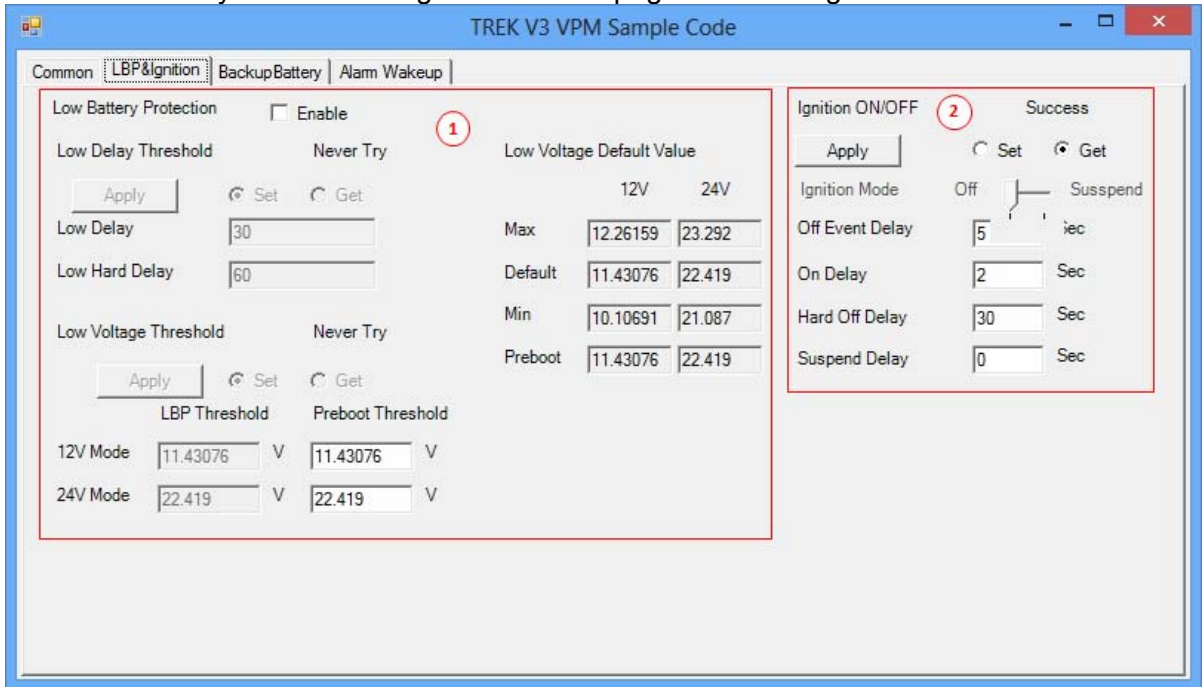 TREK V3 VPM Sample Code
Common LBP&Ignition BackupBattery Alarm Wakeup
Low Battery Protection Enable
1
Low Delay Threshold Never Try
Apply Set Get
Low Delay 30
Low Hard Delay 60
Low Voltage Threshold Never Try
Apply Set Get
LBP Threshold Preboot Threshold
12V Mode 11.43076 V 11.43076 V
24V Mode 22.419 V 22.419 V
Low Voltage Default Value
12V 24V
Max 12.26159 23.292
Default 11.43076 22.419
Min 10.10691 21.087
Preboot 11.43076 22.419
Ignition ON/OFF 2 Success
Apply Set Get
Ignition Mode Off Susspend
Off Event Delay 5 ec
On Delay 2 Sec
Hard Off Delay 30 Sec
Suspend Delay 0 Sec